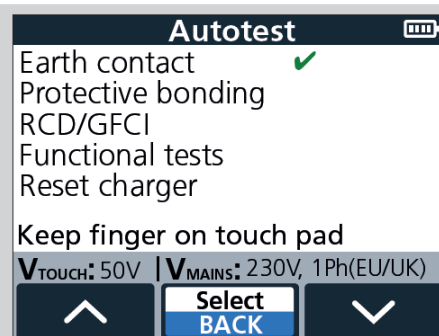 Autotest
Earth contact ✔
Protective bonding
RCD/GFCI
Functional tests
Reset charger
Keep finger on touch pad
VTOUCH: 50V | VMAINS: 230V, 1Ph(EU/UK)
Select
BACK